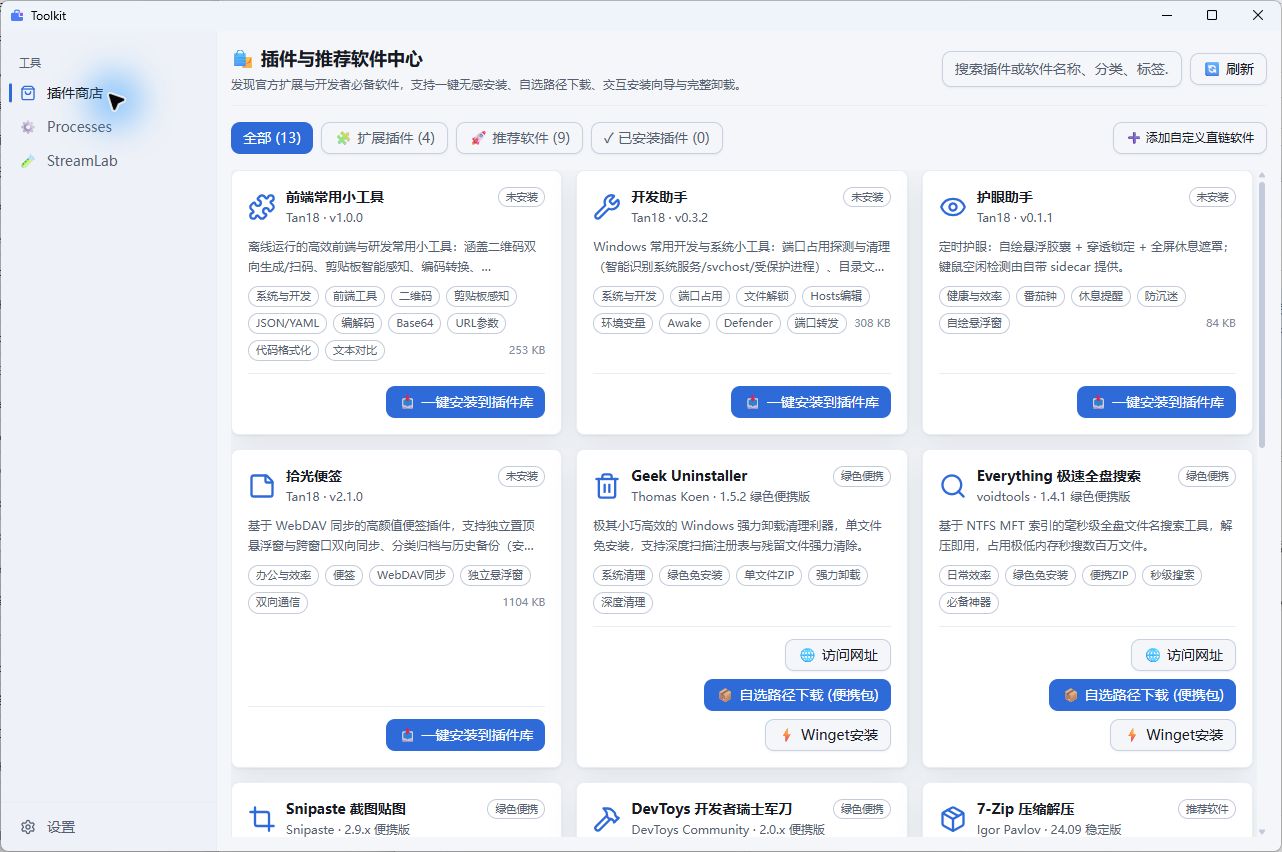 Toolkit
工具
插件商店
Processes
StreamLab
设置
插件与推荐软件中心
发现官方扩展与开发者必备软件，支持一键无感安装、自选路径下载、交互安装向导与完整卸载。
搜索插件或软件名称、分类、标签.
刷新
全部 (13)
扩展插件 (4)
推荐软件 (9)
✓ 已安装插件 (0)
添加自定义直链软件
前端常用小工具
未安装
Tan18 · v1.0.0
离线运行的高效前端与研发常用小工具：涵盖二维码双
向生成/扫码、剪贴板智能感知、编码转换、...
系统与开发
前端工具
二维码
剪贴板感知
JSON/YAML
编解码
Base64
URL参数
代码格式化
文本对比
253 KB
一键安装到插件库
开发助手
未安装
Tan18 · v0.3.2
Windows 常用开发与系统小工具：端口占用探测与清理
（智能识别系统服务/svchost/受保护进程）、目录文...
系统与开发
端口占用
文件解锁
Hosts编辑
环境变量
Awake
Defender
端口转发
308 KB
一键安装到插件库
护眼助手
未安装
Tan18 · v0.1.1
定时护眼：自绘悬浮胶囊 + 穿透锁定 + 全屏休息遮罩；
键鼠空闲检测由自带 sidecar 提供。
健康与效率
番茄钟
休息提醒
防沉迷
自绘悬浮窗
84 KB
一键安装到插件库
拾光便签
未安装
Tan18 · v2.1.0
基于 WebDAV 同步的高颜值便签插件，支持独立置顶
悬浮窗与跨窗口双向同步、分类归档与历史备份（安...
办公与效率
便签
WebDAV同步
独立悬浮窗
双向通信
1104 KB
一键安装到插件库
Geek Uninstaller
绿色便携
Thomas Koen · 1.5.2 绿色便携版
极其小巧高效的 Windows 强力卸载清理利器，单文件
免安装，支持深度扫描注册表与残留文件强力清除。
系统清理
绿色免安装
单文件ZIP
强力卸载
深度清理
访问网址
自选路径下载 (便携包)
Winget安装
Everything 极速全盘搜索
绿色便携
voidtools · 1.4.1 绿色便携版
基于 NTFS MFT 索引的毫秒级全盘文件名搜索工具，解
压即用，占用极低内存秒搜数百万文件。
日常效率
绿色免安装
便携ZIP
秒级搜索
必备神器
访问网址
自选路径下载 (便携包)
Winget安装
Snipaste 截图贴图
绿色便携
Snipaste · 2.9.x 便携版
DevToys 开发者瑞士军刀
绿色便携
DevToys Community · 2.0.x 便携版
7-Zip 压缩解压
推荐软件
Igor Pavlov · 24.09 稳定版